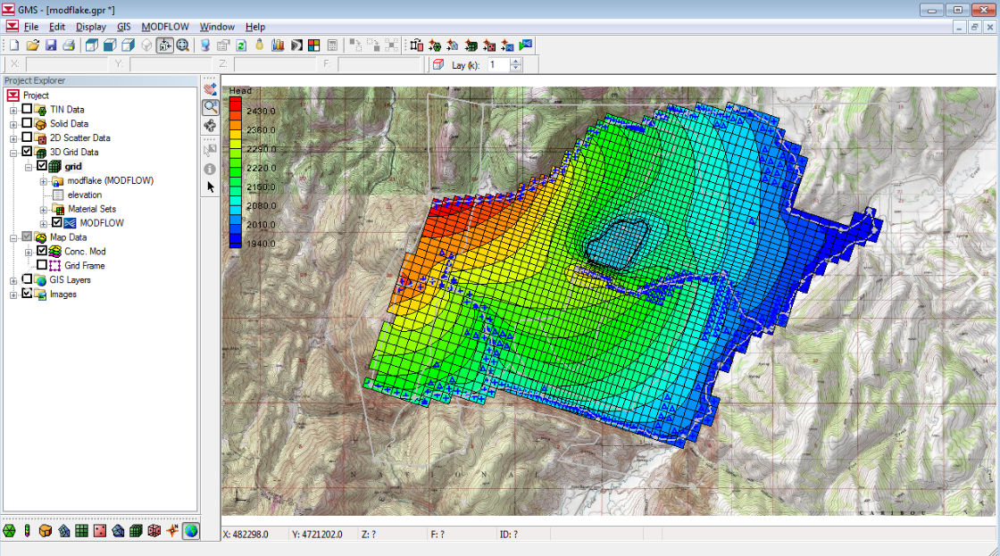 GMS - [modflake.gpr *]
File Edit Display GIS MODFLOW Window Help
X: Y: Z: F: Lay (k): 1
Project Explorer
Project
TIN Data
Solid Data
2D Scatter Data
3D Grid Data
grid
modflake (MODFLOW)
elevation
Material Sets
MODFLOW
Map Data
Conc. Mod
Grid Frame
GIS Layers
Images
Head
2430.0
2360.0
2290.0
2220.0
2150.0
2080.0
2010.0
1940.0
N A T I O N A L
C A R I B O U
X: 482298.0 Y: 4721202.0 Z: ? F: ? ID: ?